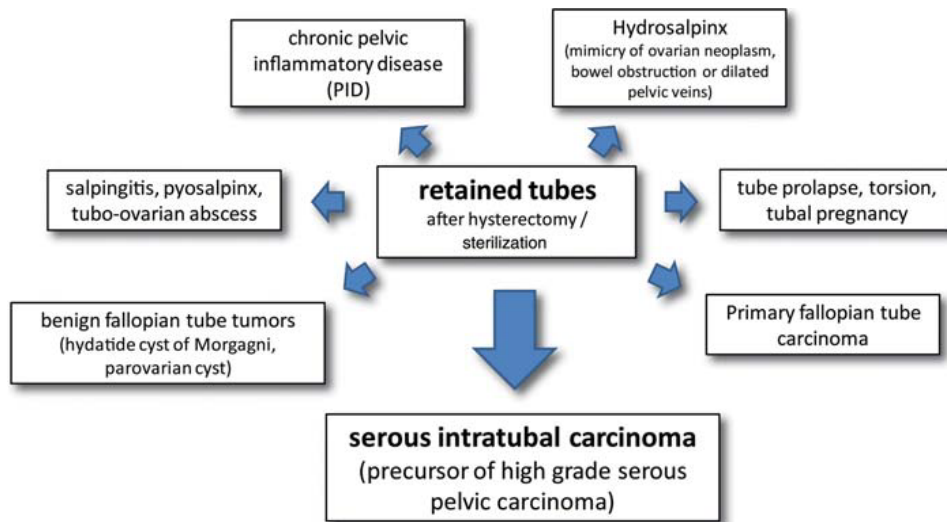 chronic pelvic
inflammatory disease
(PID)
Hydrosalpinx
(mimicry of ovarian neoplasm,
bowel obstruction or dilated
pelvic veins)
salpingitis, pyosalpinx,
tubo-ovarian abscess
retained tubes
after hysterectomy /
sterilization
tube prolapse, torsion,
tubal pregnancy
benign fallopian tube tumors
(hydatide cyst of Morgagni,
parovarian cyst)
Primary fallopian tube
carcinoma
serous intratubal carcinoma
(precursor of high grade serous
pelvic carcinoma)